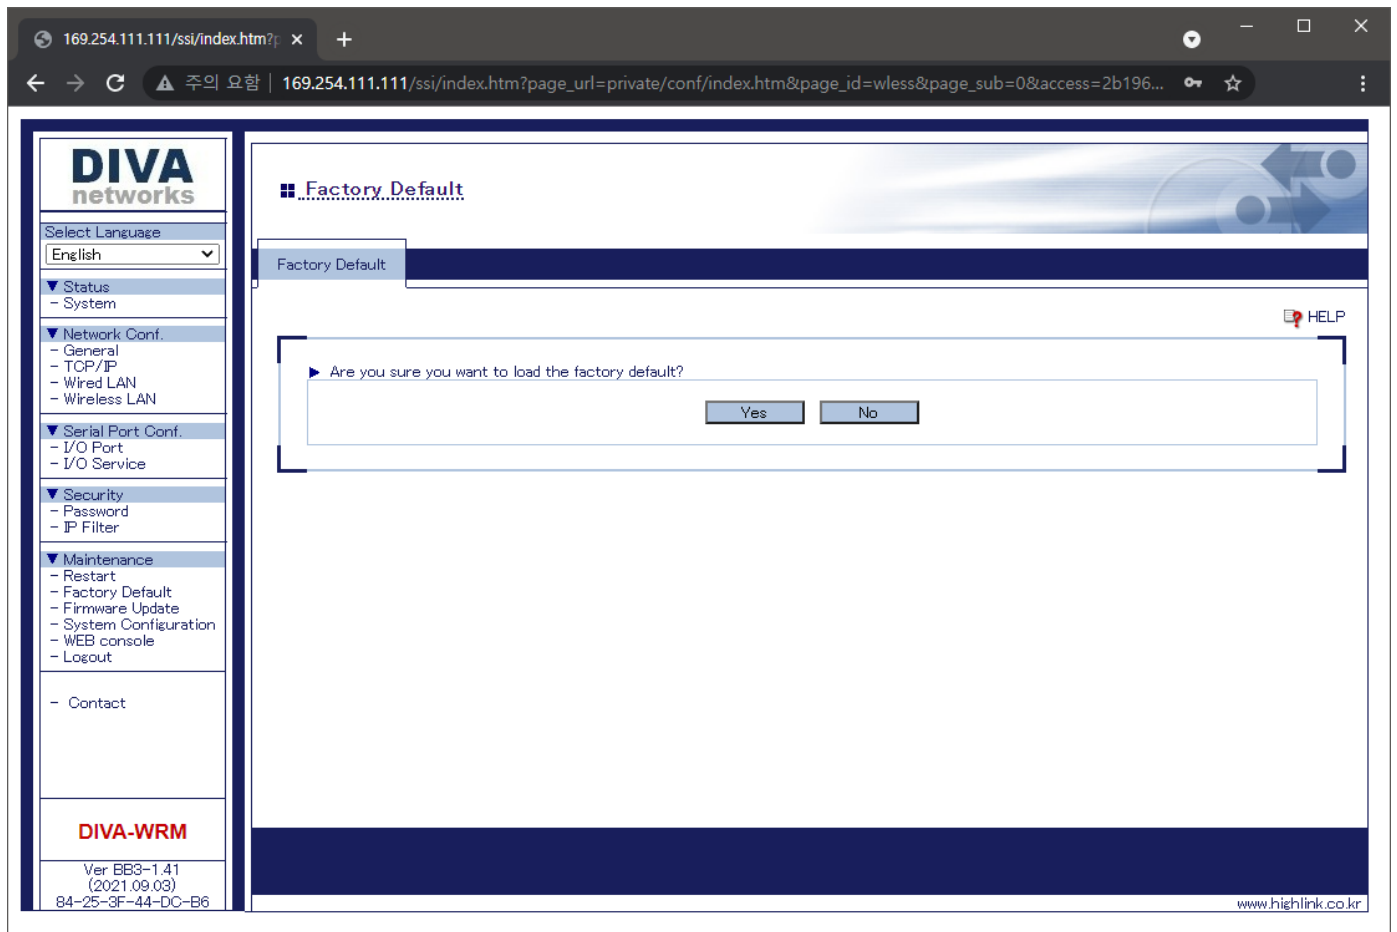 169.254.111.111/ssi/index.htm?p
주의 요함 | 169.254.111.111/ssi/index.htm?page_url=private/conf/index.htm&page_id=wless&page_sub=0&access=2b196...
DIVA
networks
Select Language
English
▼ Status
- System
▼ Network Conf.
- General
- TCP/IP
- Wired LAN
- Wireless LAN
▼ Serial Port Conf.
- I/O Port
- I/O Service
▼ Security
- Password
- IP Filter
▼ Maintenance
- Restart
- Factory Default
- Firmware Update
- System Configuration
- WEB console
- Logout
- Contact
DIVA-WRM
Ver BB3-1.41
(2021.09.03)
84-25-3F-44-DC-B6
Factory Default
Factory Default
HELP
Are you sure you want to load the factory default?
Yes No
www.highlink.co.kr